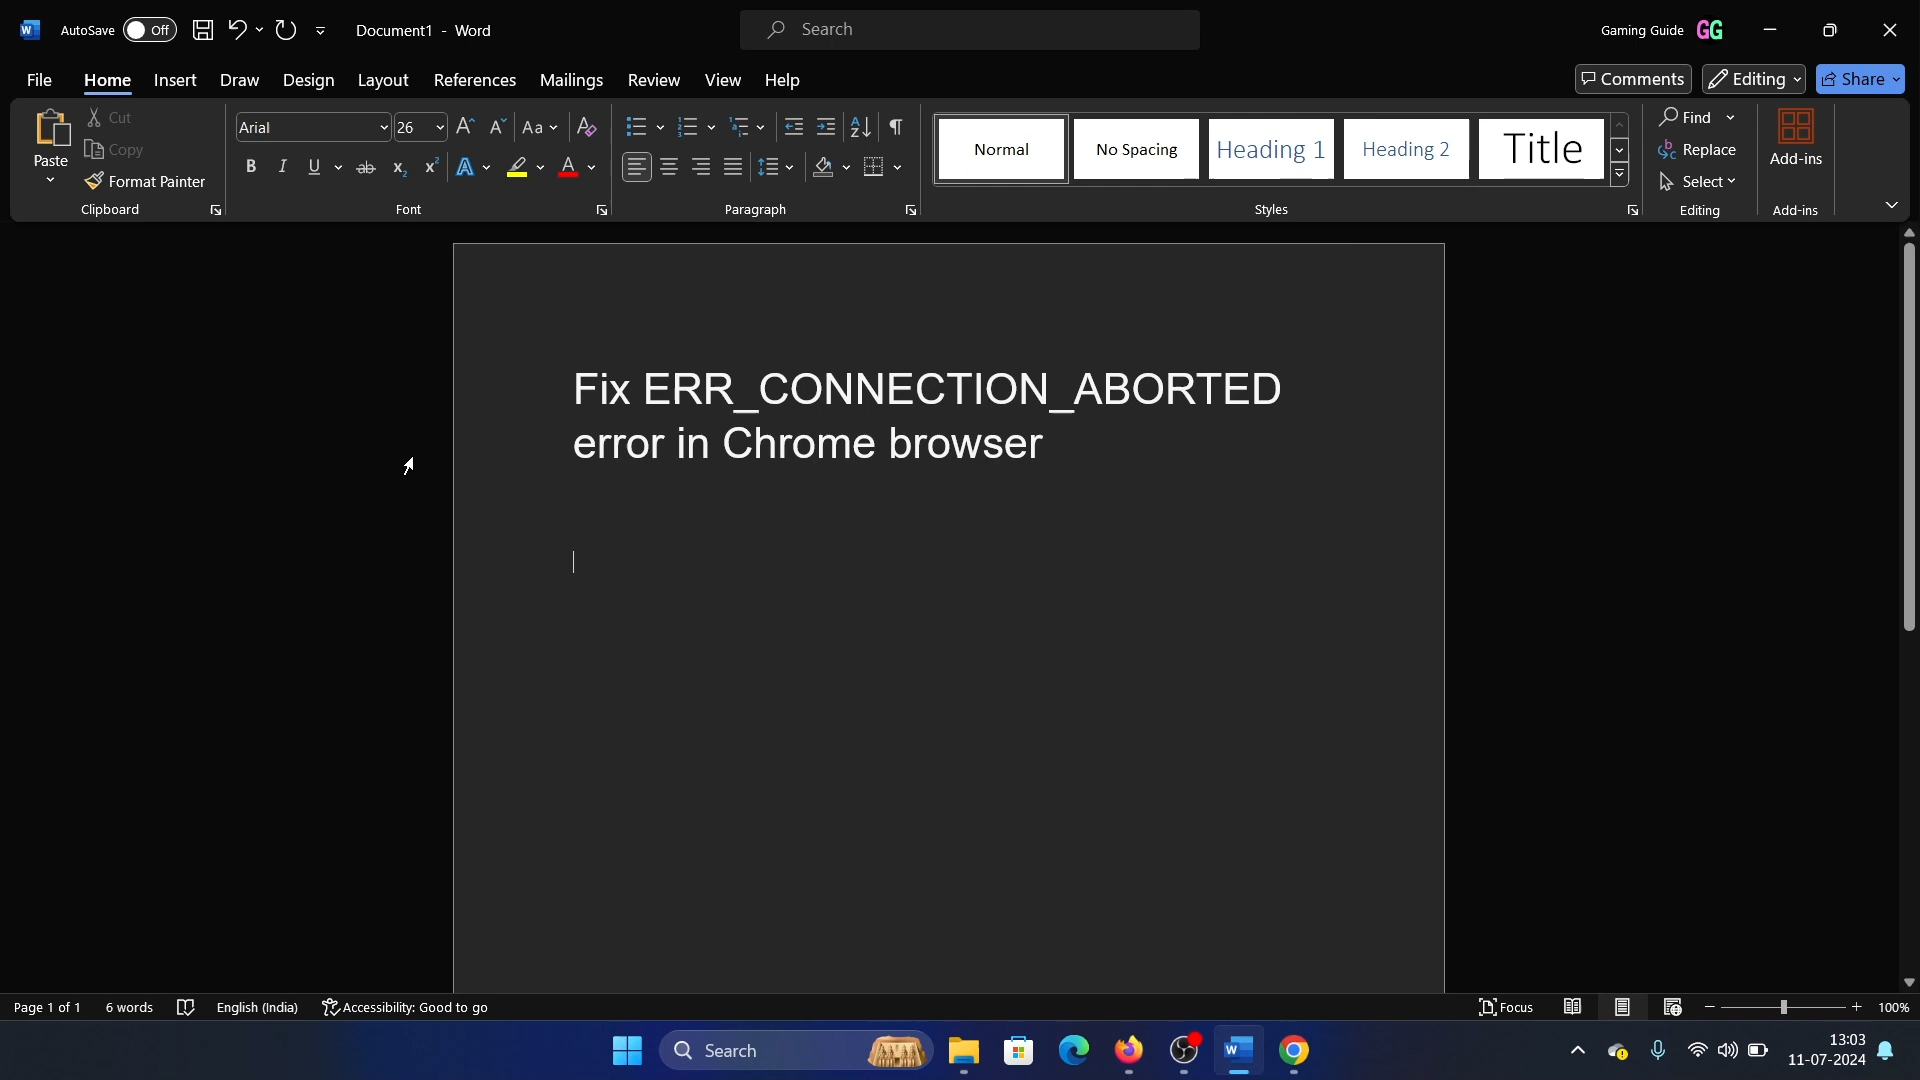 AutoSave Off Document1 - Word Search Gaming Guide GG
File Home Insert Draw Design Layout References Mailings Review View Help Comments Editing Share
Paste Cut Copy Format Painter
Clipboard
Arial 26
Font
Paragraph
Normal No Spacing Heading 1 Heading 2 Title
Styles
Find Replace Select
Editing
Add-ins
Add-ins
Fix ERR_CONNECTION_ABORTED
error in Chrome browser
Page 1 of 1 6 words English (India) Accessibility: Good to go Focus 100%
Search 13:03
11-07-2024